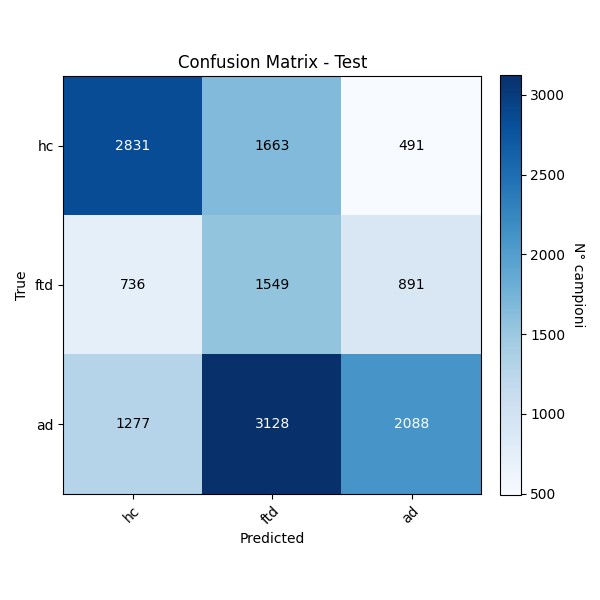 Confusion Matrix - Test
hc 2831 1663 491
ftd 736 1549 891
ad 1277 3128 2088
hc ftd ad
Predicted
True
3000
2500
2000
1500
1000
500
N° campioni